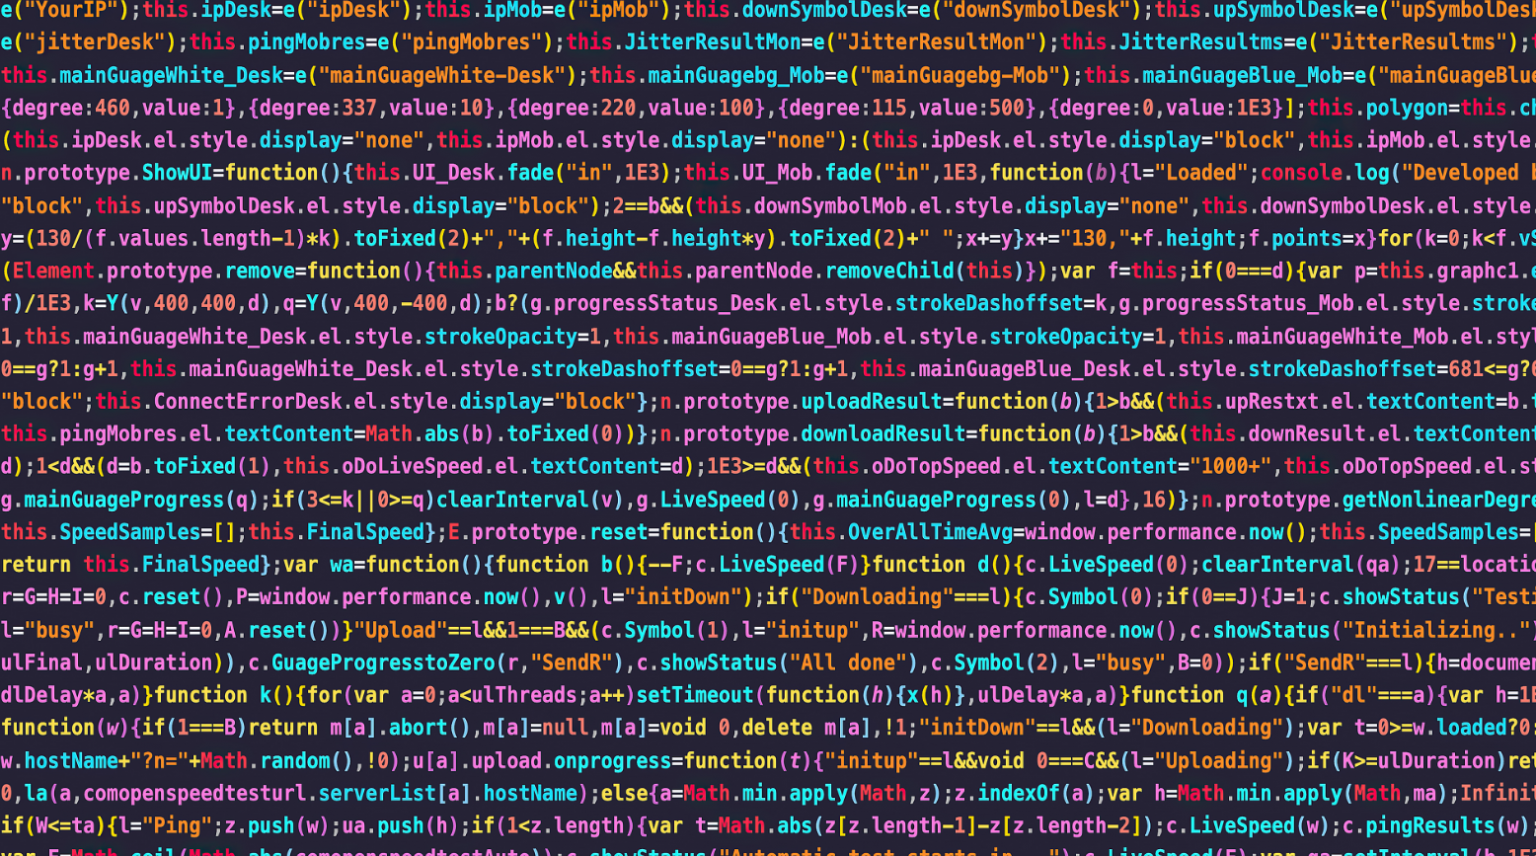 e("YourIP");this.ipDesk=e("ipDesk");this.ipMob=e("ipMob");this.downSymbolDesk=e("downSymbolDesk");this.upSymbolDesk=e("upSymbolDesk
e("jitterDesk");this.pingMobres=e("pingMobres");this.JitterResultMon=e("JitterResultMon");this.JitterResultms=e("JitterResultms");
this.mainGuageWhite_Desk=e("mainGuageWhite-Desk");this.mainGuagebg_Mob=e("mainGuagebg-Mob");this.mainGuageBlue_Mob=e("mainGuageBlue
{degree:460,value:1},{degree:337,value:10},{degree:220,value:100},{degree:115,value:500},{degree:0,value:1E3}];this.polygon=this.ch
(this.ipDesk.el.style.display="none",this.ipMob.el.style.display="none"):(this.ipDesk.el.style.display="block",this.ipMob.el.style.
n.prototype.ShowUI=function(){this.UI_Desk.fade("in",1E3);this.UI_Mob.fade("in",1E3,function(b){l="Loaded";console.log("Developed b
"block",this.upSymbolDesk.el.style.display="block");2==b&&(this.downSymbolMob.el.style.display="none",this.downSymbolDesk.el.style.
y=(130/(f.values.length-1)*k).toFixed(2)+","+(f.height-f.height*y).toFixed(2)+" ";x+=y}x+="130,"+f.height;f.points=x}for(k=0;k<f.vS
(Element.prototype.remove=function(){this.parentNode&&this.parentNode.removeChild(this)});var f=this;if(0===d){var p=this.graphc1.e
f)/1E3,k=Y(v,400,400,d),q=Y(v,400,-400,d);b?(g.progressStatus_Desk.el.style.strokeDashoffset=k,g.progressStatus_Mob.el.style.stroke
1,this.mainGuageWhite_Desk.el.style.strokeOpacity=1,this.mainGuageBlue_Mob.el.style.strokeOpacity=1,this.mainGuageWhite_Mob.el.sty
0==g?1:g+1,this.mainGuageWhite_Desk.el.style.strokeDashoffset=0==g?1:g+1,this.mainGuageBlue_Desk.el.style.strokeDashoffset=681<=g?6
"block";this.ConnectErrorDesk.el.style.display="block"};n.prototype.uploadResult=function(b){1>b&&(this.upRestxt.el.textContent=b.t
this.pingMobres.el.textContent=Math.abs(b).toFixed(0))};n.prototype.downloadResult=function(b){1>b&&(this.downResult.el.textContent
d);1<d&&(d=b.toFixed(1),this.oDoLiveSpeed.el.textContent=d);1E3>=d&&(this.oDoTopSpeed.el.textContent="1000+",this.oDoTopSpeed.el.st
g.mainGuageProgress(q);if(3<=k||0>=q)clearInterval(v),g.LiveSpeed(0),g.mainGuageProgress(0),l=d},16)};n.prototype.getNonlinearDegre
this.SpeedSamples=[];this.FinalSpeed};E.prototype.reset=function(){this.OverAllTimeAvg=window.performance.now();this.SpeedSamples=[
return this.FinalSpeed};var wa=function(){function b(){--F;c.LiveSpeed(F)}function d(){c.LiveSpeed(0);clearInterval(qa);17==locatio
r=G=H=I=0,c.reset(),P=window.performance.now(),v(),l="initDown");if("Downloading"===l){c.Symbol(0);if(0==J){J=1;c.showStatus("Testi
l="busy",r=G=H=I=0,A.reset())}"Upload"==l&&1===B&&(c.Symbol(1),l="initup",R=window.performance.now(),c.showStatus("Initializing..")
ulFinal,ulDuration)),c.GuageProgresstoZero(r,"SendR"),c.showStatus("All done"),c.Symbol(2),l="busy",B=0));if("SendR"===l){h=documen
dlDelay*a,a)}function k(){for(var a=0;a<ulThreads;a++)setTimeout(function(h){x(h)},ulDelay*a,a)}function q(a){if("dl"===a){var h=1E
function(w){if(1===B)return m[a].abort(),m[a]=null,m[a]=void 0,delete m[a],!1;"initDown"==l&&(l="Downloading");var t=0>=w.loaded?0:
w.hostName+"?n="+Math.random(),!0);u[a].upload.onprogress=function(t){"initup"==l&&void 0===C&&(l="Uploading");if(K>=ulDuration)ret
0,la(a,comopenspeedtesturl.serverList[a].hostName);else{a=Math.min.apply(Math,z);z.indexOf(a);var h=Math.min.apply(Math,ma);Infinit
if(W<=ta){l="Ping";z.push(w);ua.push(h);if(1<z.length){var t=Math.abs(z[z.length-1]-z[z.length-2]);c.LiveSpeed(w);c.pingResults(w);